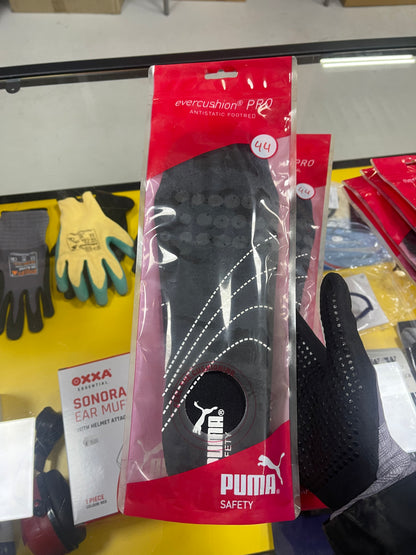 evercushion® PRO
ANTISTATIC FOOTBED
44
PRO
44
OXXA®
ESSENTIAL
SONORA
EAR MUF
WITH HELMET ATTAC
1 PIECE
PUMA®
SAFETY
PUMA®
SAFETY